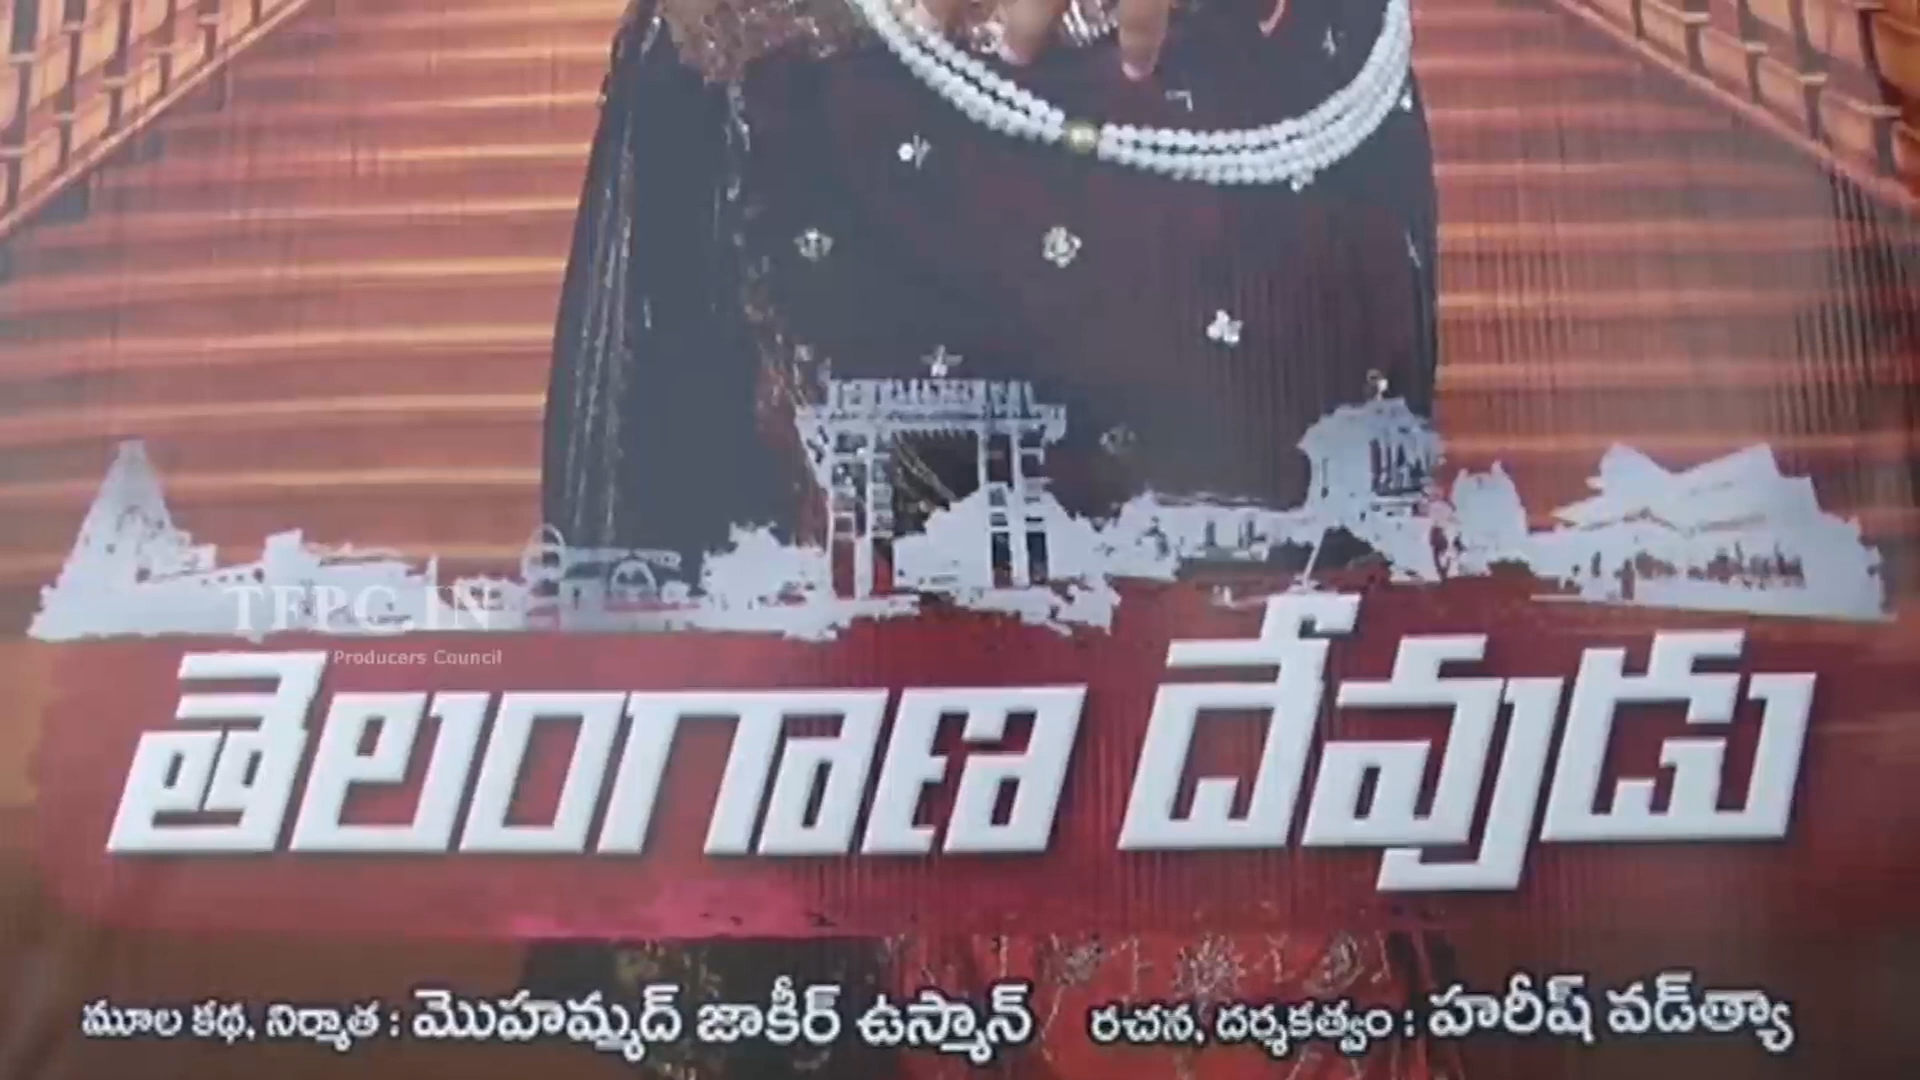 TFPC.IN
Producers Council
తెలంగాణ దేవుడు
మూల కథ, నిర్మాత : మొహమ్మద్ జాకీర్ ఉస్మాన్ రచన, దర్శకత్వం : హరీష్ వడ్‌త్యా